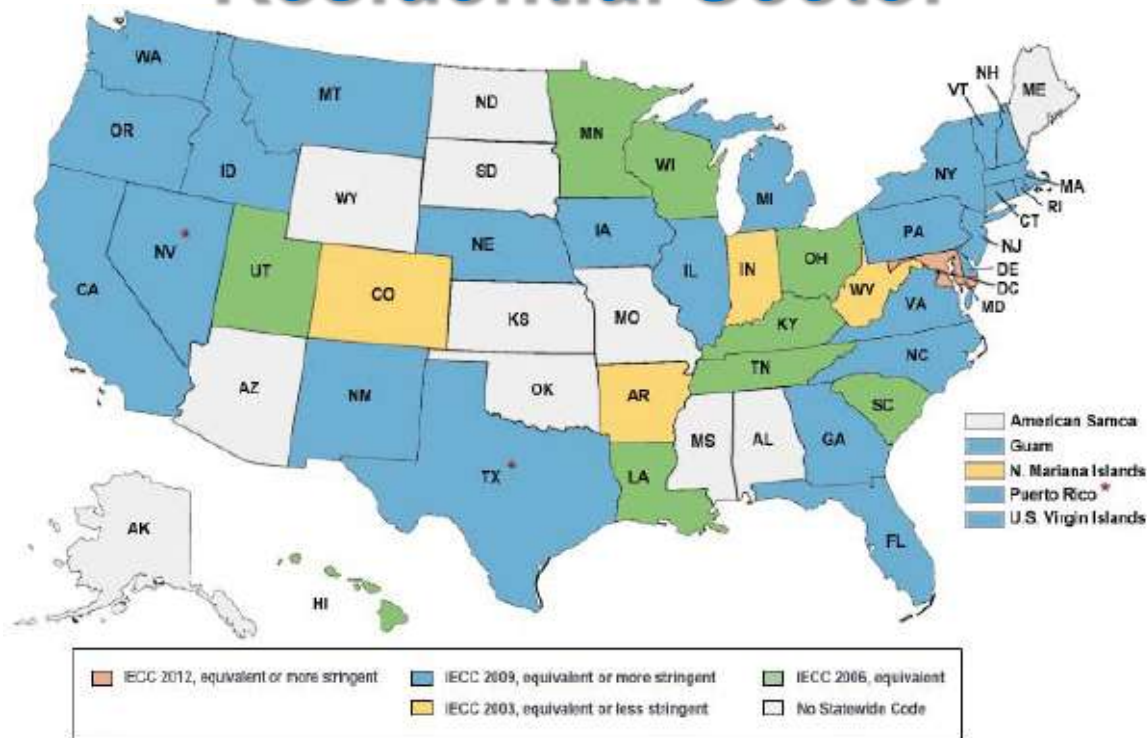 Residential Sector
WA
OR
CA
NV *
ID
MT
WY
UT
AZ
CO
NM
ND
SD
NE
KS
OK
TX *
MN
IA
MO
AR
LA
WI
IL
MI
IN
OH
KY
TN
MS
AL
GA
FL
SC
NC
VA
WV
PA
NY
VT
NH
ME
MA
RI
CT
NJ
DE
DC
MD
AK
HI
American Samoa
Guam
N. Mariana Islands
Puerto Rico *
U.S. Virgin Islands
IECC 2012, equivalent or more stringent
IECC 2009, equivalent or more stringent
IECC 2006, equivalent
IECC 2003, equivalent or less stringent
No Statewide Code